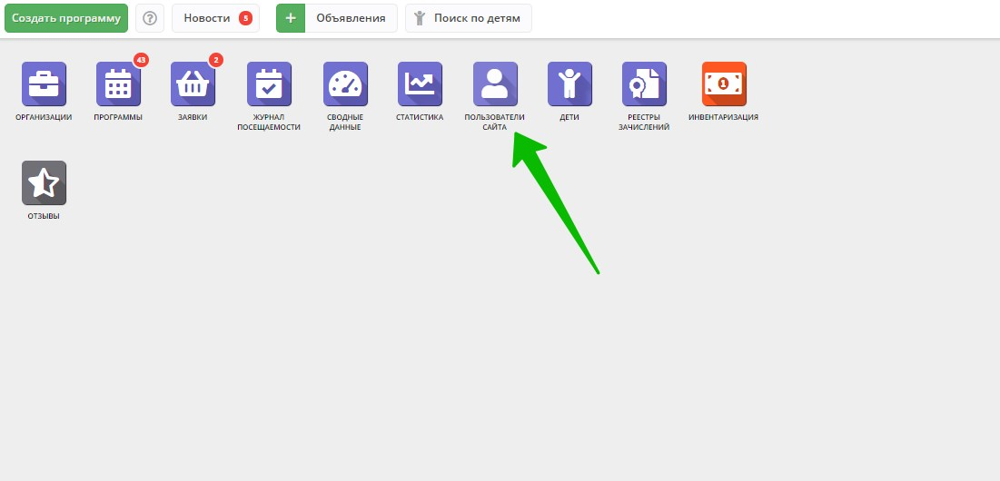 Создать программу
Новости 5
+ Объявления
Поиск по детям
43
2
ОРГАНИЗАЦИИ
ПРОГРАММЫ
ЗАЯВКИ
ЖУРНАЛ
ПОСЕЩАЕМОСТИ
СВОДНЫЕ
ДАННЫЕ
СТАТИСТИКА
ПОЛЬЗОВАТЕЛИ
САЙТА
ДЕТИ
РЕЕСТРЫ
ЗАЧИСЛЕНИЙ
1
ИНВЕНТАРИЗАЦИЯ
ОТЗЫВЫ